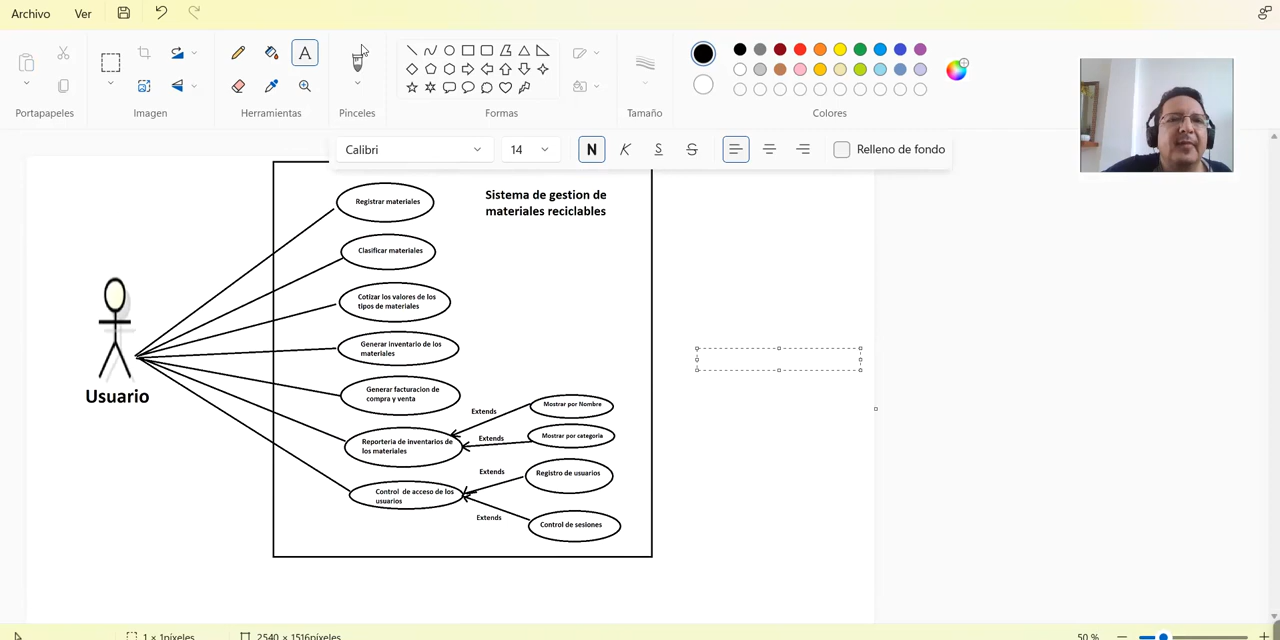 Archivo Ver
Portapapeles
Imagen
Herramientas
Pinceles
Formas
Tamaño
Colores
Calibri
14
N K S S
Relleno de fondo
Sistema de gestion de
materiales reciclables
Registrar materiales
Clasificar materiales
Cotizar los valores de los
tipos de materiales
Generar inventario de los
materiales
Generar facturacion de
compra y venta
Reporteria de inventarios de
los materiales
Control de acceso de los
usuarios
Usuario
Extends
Extends
Extends
Extends
Mostrar por Nombre
Mostrar por categoria
Registro de usuarios
Control de sesiones
1 × 1píxeles
2540 × 1516píxeles
50 %